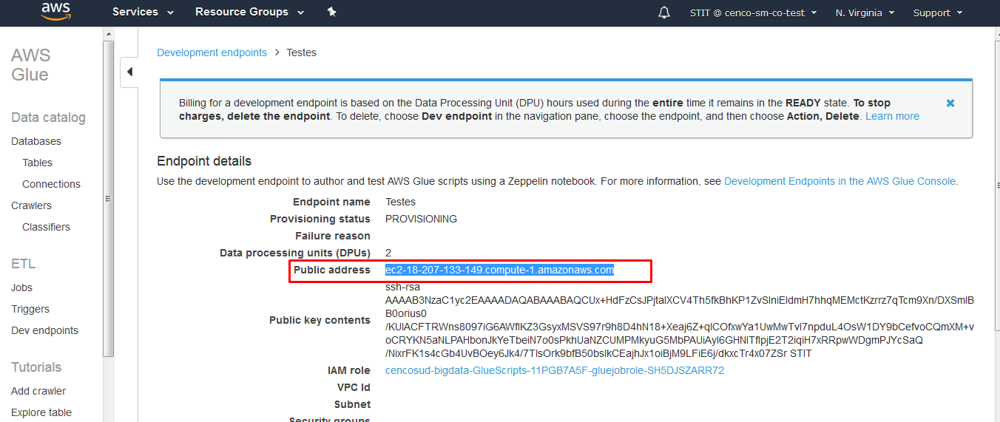 aws
Services
Resource Groups
STIT @ cenco-sm-co-test
N. Virginia
Support
AWS
Glue
Data catalog
Databases
Tables
Connections
Crawlers
Classifiers
ETL
Jobs
Triggers
Dev endpoints
Tutorials
Add crawler
Explore table
Development endpoints > Testes
Billing for a development endpoint is based on the Data Processing Unit (DPU) hours used during the entire time it remains in the READY state. To stop
charges, delete the endpoint. To delete, choose Dev endpoint in the navigation pane, choose the endpoint, and then choose Action, Delete. Learn more
Endpoint details
Use the development endpoint to author and test AWS Glue scripts using a Zeppelin notebook. For more information, see Development Endpoints in the AWS Glue Console.
Endpoint name Testes
Provisioning status PROVISIONING
Failure reason
Data processing units (DPUs) 2
Public address ec2-18-207-133-149.compute-1.amazonaws.com
Public key contents ssh-rsa
AAAAB3NzaC1yc2EAAAADAQABAAABAQCUx+HdFzCsJPjtalXCV4Th5fkBhKP1ZvSlniEldmH7hhqMEMctKzrrz7qTcm9Xn/DXSmlB
B0orius0
/KUlACFTRWns8097iG6AWflKZ3GsyxMSVS97r9h8D4hN18+Xeaj6Z+qlCOfxwYa1UwMwTvl7npduL4OsW1DY9bCefvoCQmXM+v
oCRYKN5aNLPAHbonJkYeTbeiN7o0sPkhUaNZCUMPMkyuG5MbPAUiAyl6GHNlTflpjE2T2iqiH7xRRpwWDgmPJYcSaQ
/NixrFK1s4cGb4UvBOey6Jk4/7TlsOrk9bfB50bslkCEajhJx1oiBjM9LFiE6j/dkxcTr4x07ZSr STIT
IAM role cencosud-bigdata-GlueScripts-11PGB7A5F-gluejobrole-SH5DJSZARR72
VPC Id
Subnet
Security groups